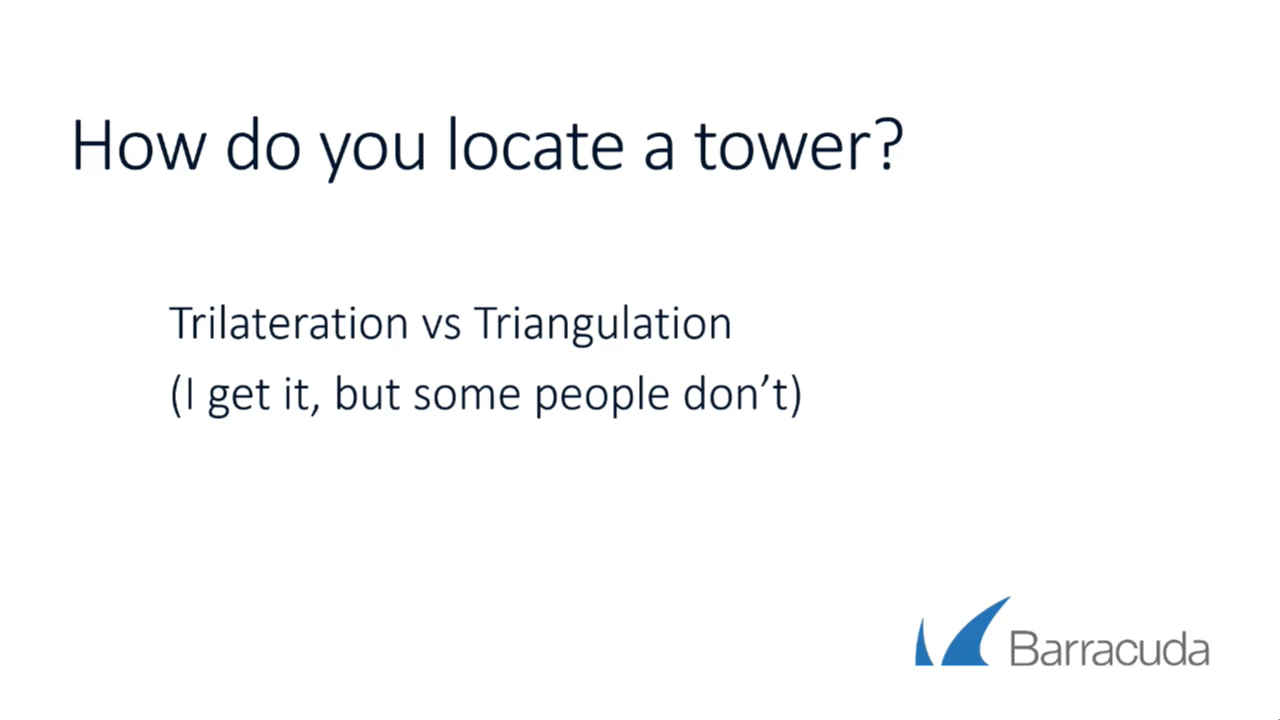 How do you locate a tower?
Trilateration vs Triangulation
(I get it, but some people don’t)
Barracuda